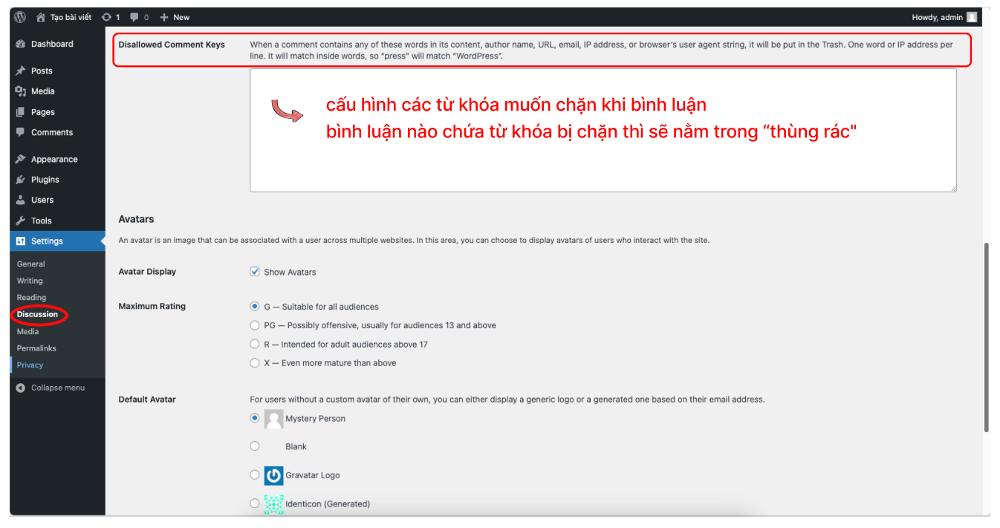 Tạo bài viết 1 0 + New Howdy, admin
Dashboard
Posts
Media
Pages
Comments
Appearance
Plugins
Users
Tools
Settings
General
Writing
Reading
Discussion
Media
Permalinks
Privacy
Collapse menu
Disallowed Comment Keys
When a comment contains any of these words in its content, author name, URL, email, IP address, or browser's user agent string, it will be put in the Trash. One word or IP address per
line. It will match inside words, so “press” will match “WordPress”.
cấu hình các từ khóa muốn chặn khi bình luận
bình luận nào chứa từ khóa bị chặn thì sẽ nằm trong “thùng rác"
Avatars
An avatar is an image that can be associated with a user across multiple websites. In this area, you can choose to display avatars of users who interact with the site.
Avatar Display
Show Avatars
Maximum Rating
G — Suitable for all audiences
PG — Possibly offensive, usually for audiences 13 and above
R — Intended for adult audiences above 17
X — Even more mature than above
Default Avatar
For users without a custom avatar of their own, you can either display a generic logo or a generated one based on their email address.
Mystery Person
Blank
Gravatar Logo
Identicon (Generated)